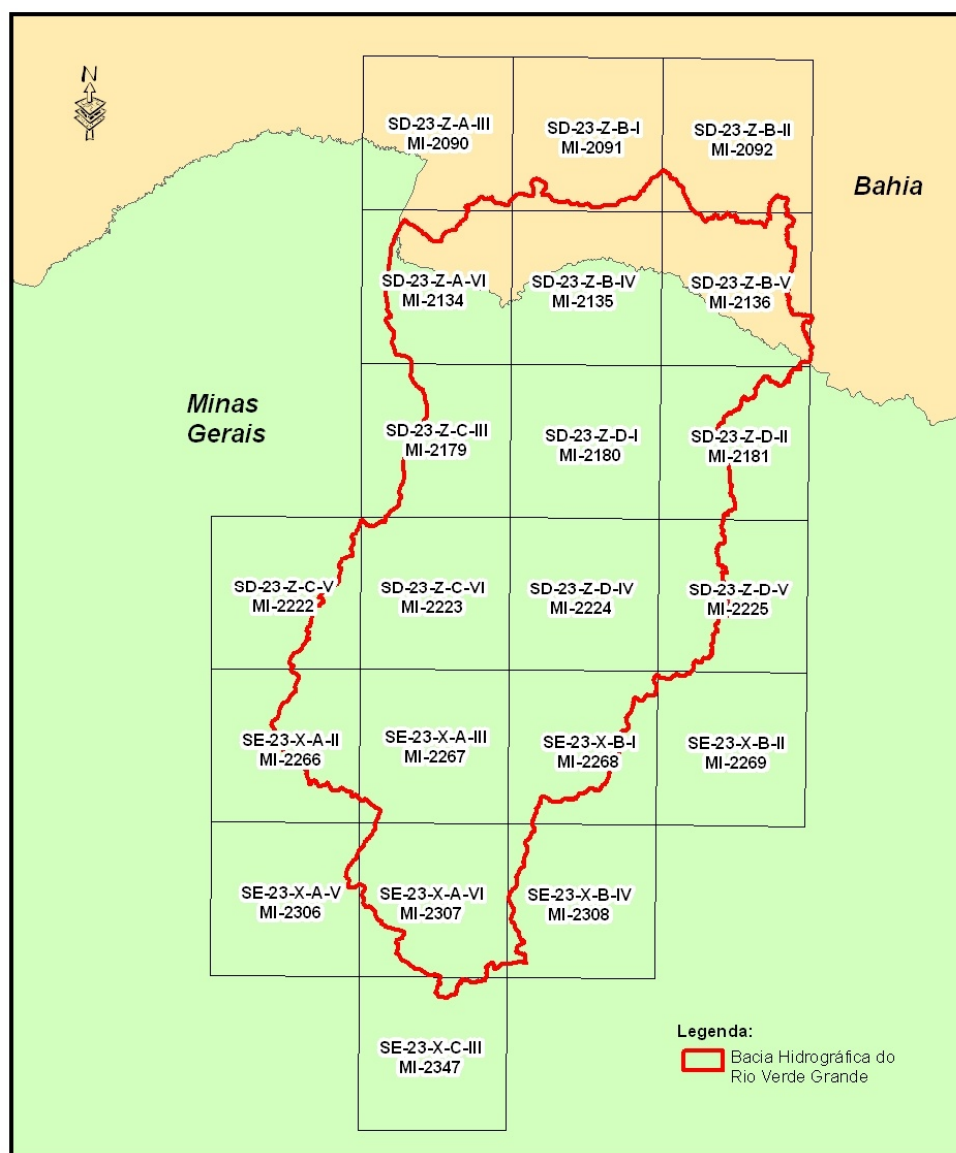 N
SD-23-Z-A-III
MI-2090
SD-23-Z-B-I
MI-2091
SD-23-Z-B-II
MI-2092
Bahia
SD-23-Z-A-VI
MI-2134
SD-23-Z-B-IV
MI-2135
SD-23-Z-B-V
MI-2136
Minas
Gerais
SD-23-Z-C-III
MI-2179
SD-23-Z-D-I
MI-2180
SD-23-Z-D-II
MI-2181
SD-23-Z-C-V
MI-2222
SD-23-Z-C-VI
MI-2223
SD-23-Z-D-IV
MI-2224
SD-23-Z-D-V
MI-2225
SE-23-X-A-II
MI-2266
SE-23-X-A-III
MI-2267
SE-23-X-B-I
MI-2268
SE-23-X-B-II
MI-2269
SE-23-X-A-V
MI-2306
SE-23-X-A-VI
MI-2307
SE-23-X-B-IV
MI-2308
SE-23-X-C-III
MI-2347
Legenda:
Bacia Hidrográfica do
Rio Verde Grande